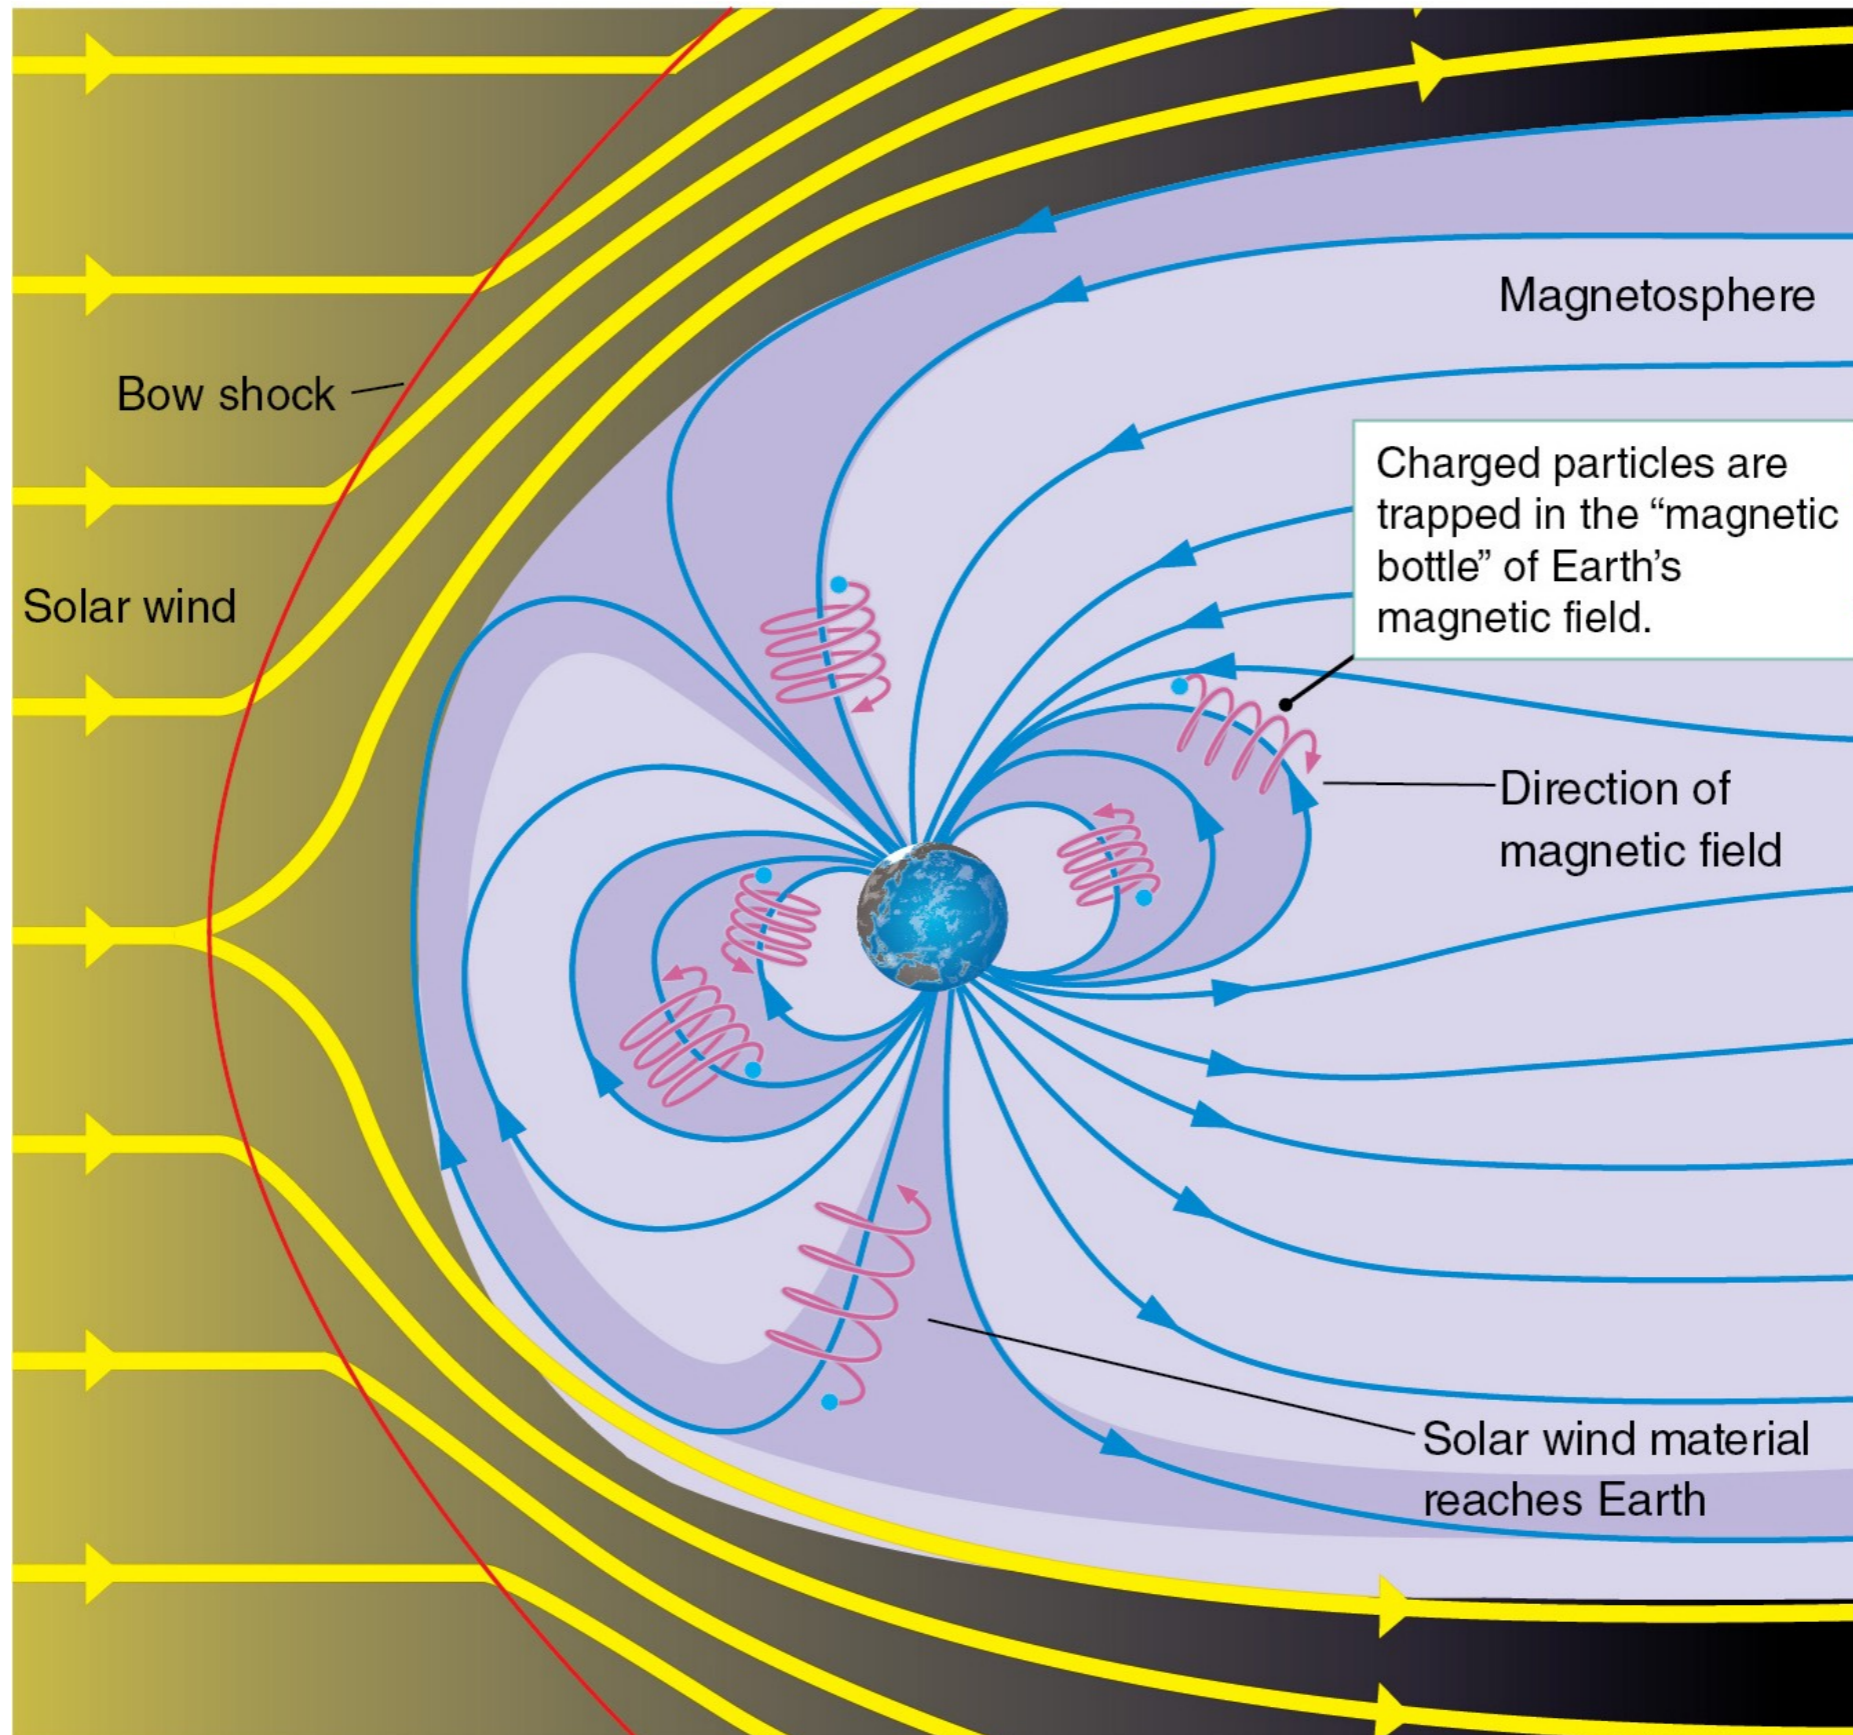 Magnetosphere
Bow shock
Charged particles are
trapped in the “magnetic
bottle” of Earth’s
magnetic field.
Solar wind
Direction of
magnetic field
Solar wind material
reaches Earth